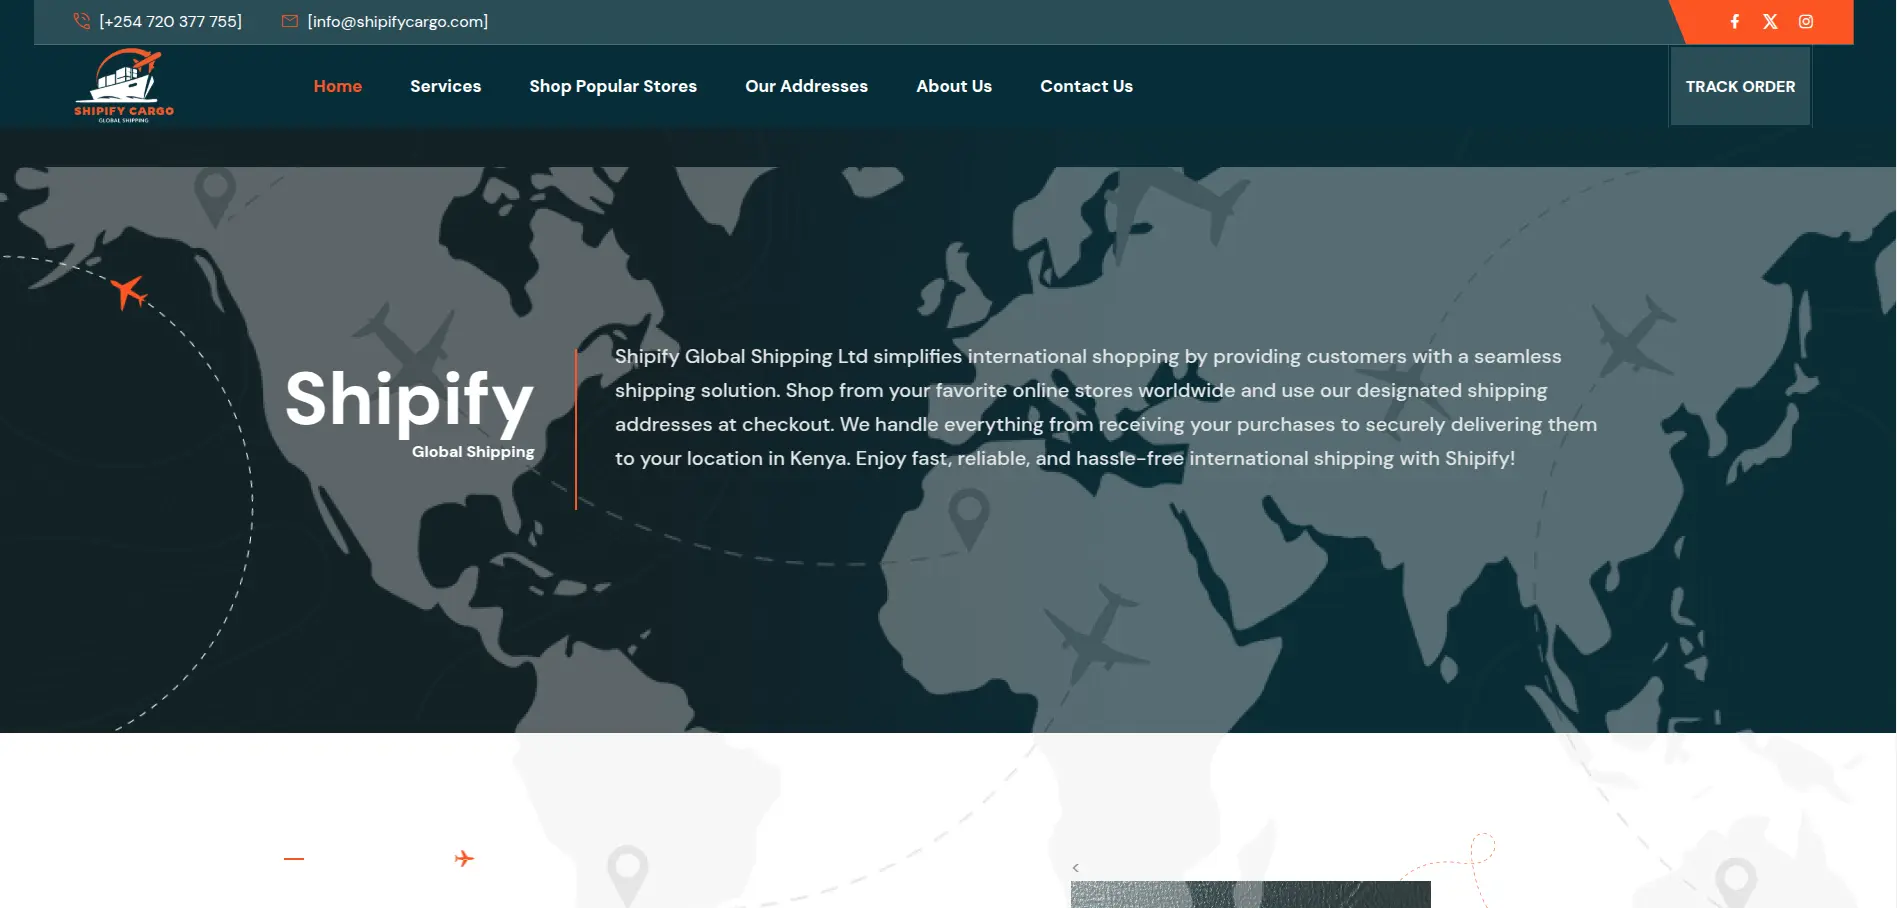 [+254 720 377 755]
[info@shipifycargo.com]
SHIPIFY CARGO
GLOBAL SHIPPING
Home
Services
Shop Popular Stores
Our Addresses
About Us
Contact Us
TRACK ORDER
Shipify
Global Shipping
Shipify Global Shipping Ltd simplifies international shopping by providing customers with a seamless
shipping solution. Shop from your favorite online stores worldwide and use our designated shipping
addresses at checkout. We handle everything from receiving your purchases to securely delivering them
to your location in Kenya. Enjoy fast, reliable, and hassle-free international shipping with Shipify!
<